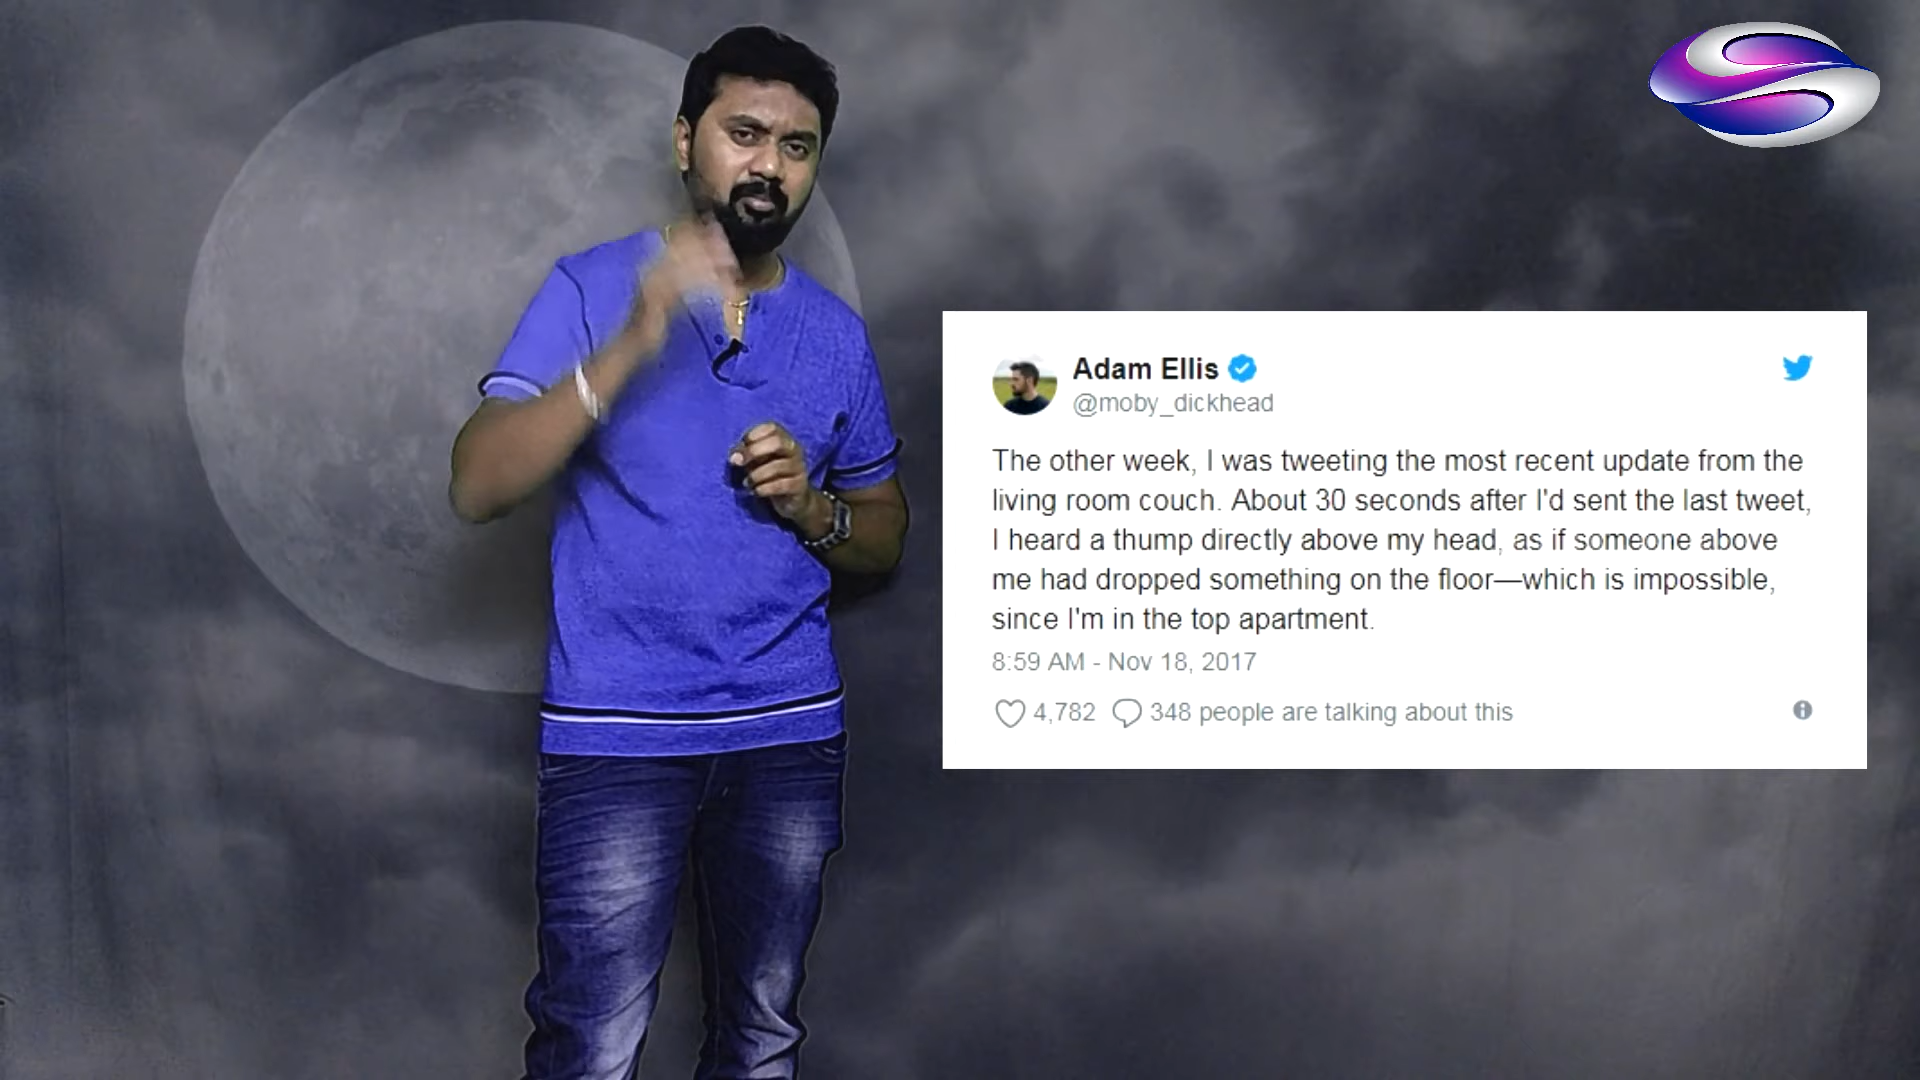 Adam Ellis
@moby_dickhead
The other week, I was tweeting the most recent update from the
living room couch. About 30 seconds after I'd sent the last tweet,
I heard a thump directly above my head, as if someone above
me had dropped something on the floor—which is impossible,
since I'm in the top apartment.
8:59 AM - Nov 18, 2017
4,782 348 people are talking about this